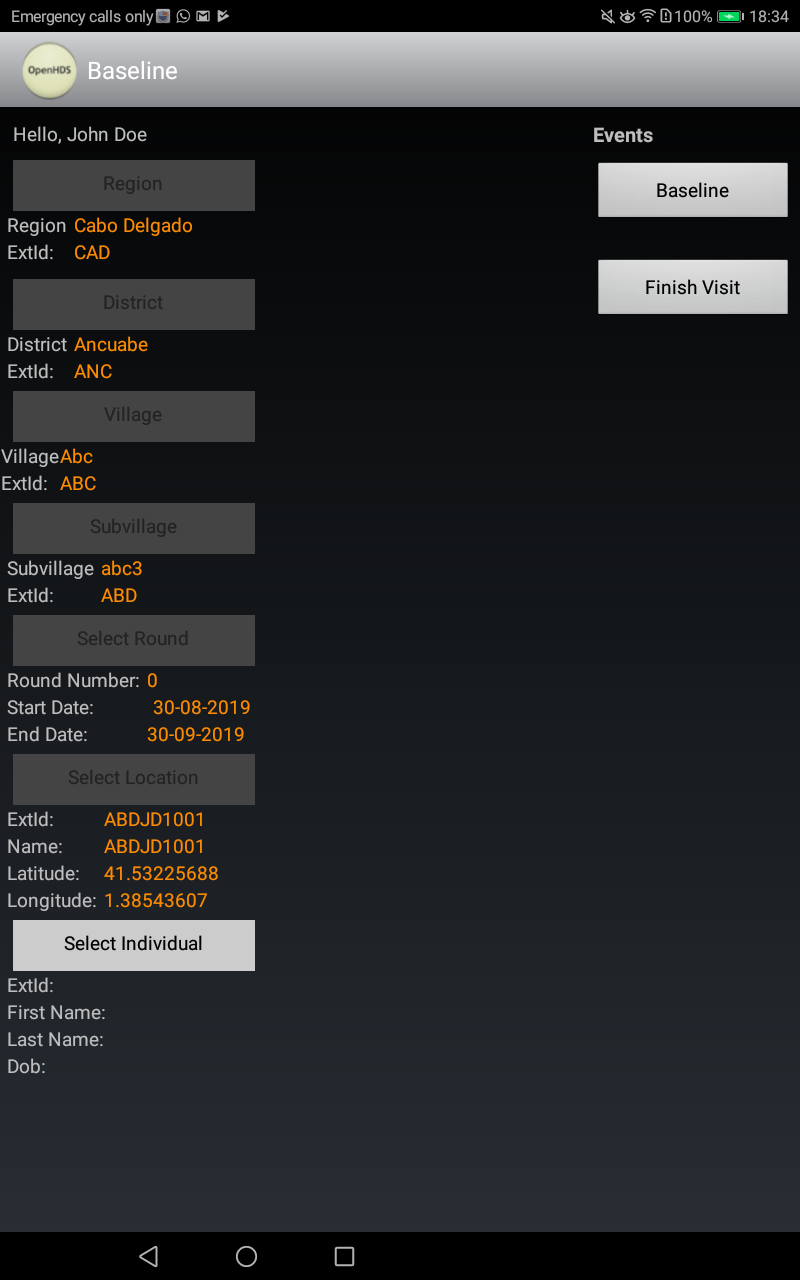 Emergency calls only 100% 18:34
OpenHDS Baseline
Hello, John Doe
Region
Region Cabo Delgado
ExtId: CAD
District
District Ancuabe
ExtId: ANC
Village
Village Abc
ExtId: ABC
Subvillage
Subvillage abc3
ExtId: ABD
Select Round
Round Number: 0
Start Date: 30-08-2019
End Date: 30-09-2019
Select Location
ExtId: ABDJD1001
Name: ABDJD1001
Latitude: 41.53225688
Longitude: 1.38543607
Select Individual
ExtId:
First Name:
Last Name:
Dob:
Events
Baseline
Finish Visit